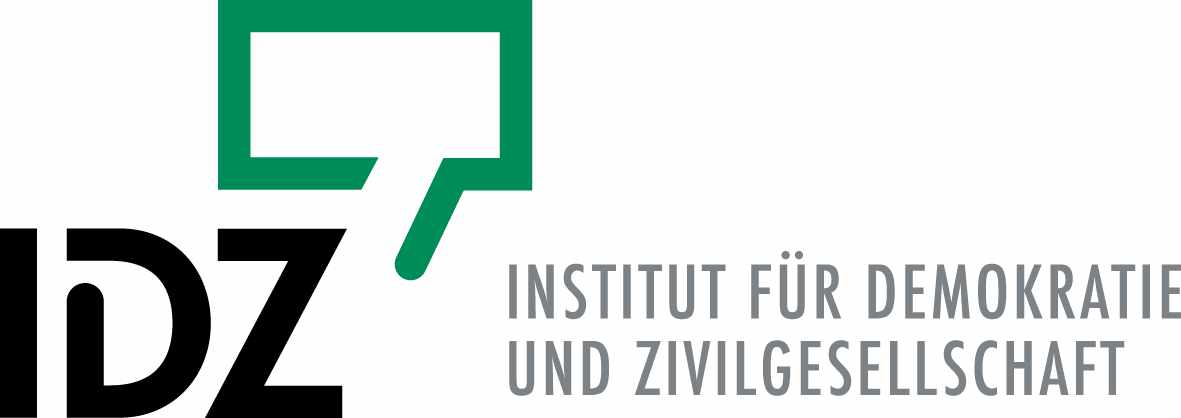 IDZ
INSTITUT FÜR DEMOKRATIE
UND ZIVILGESELLSCHAFT